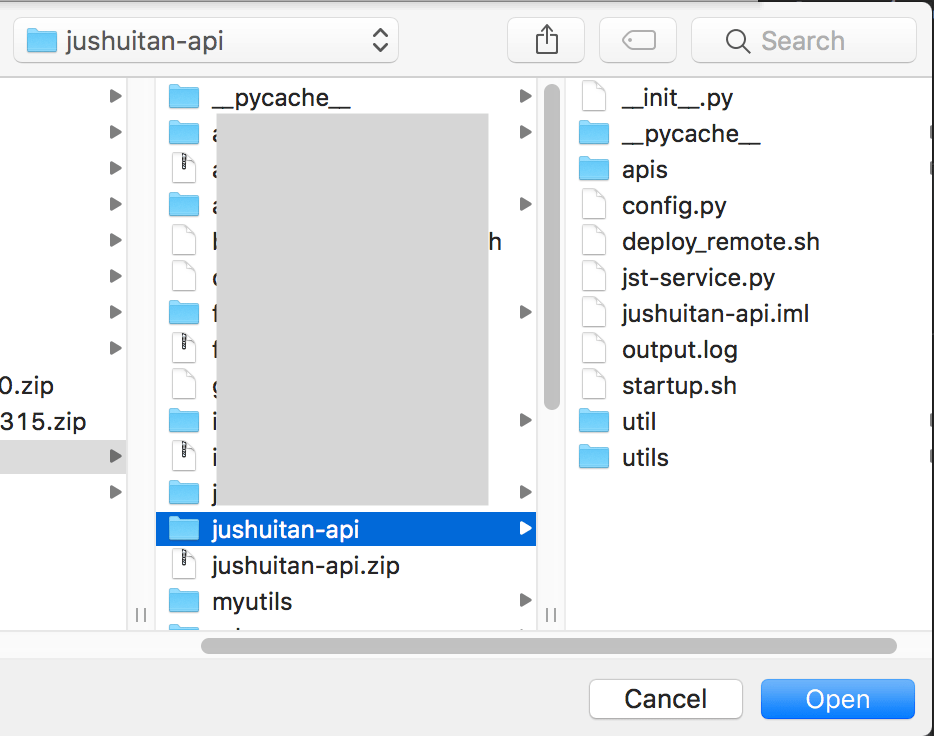 jushuitan-api
Search
0.zip
315.zip
__pycache__
h
jushuitan-api
jushuitan-api.zip
myutils
__init__.py
__pycache__
apis
config.py
deploy_remote.sh
jst-service.py
jushuitan-api.iml
output.log
startup.sh
util
utils
Cancel
Open